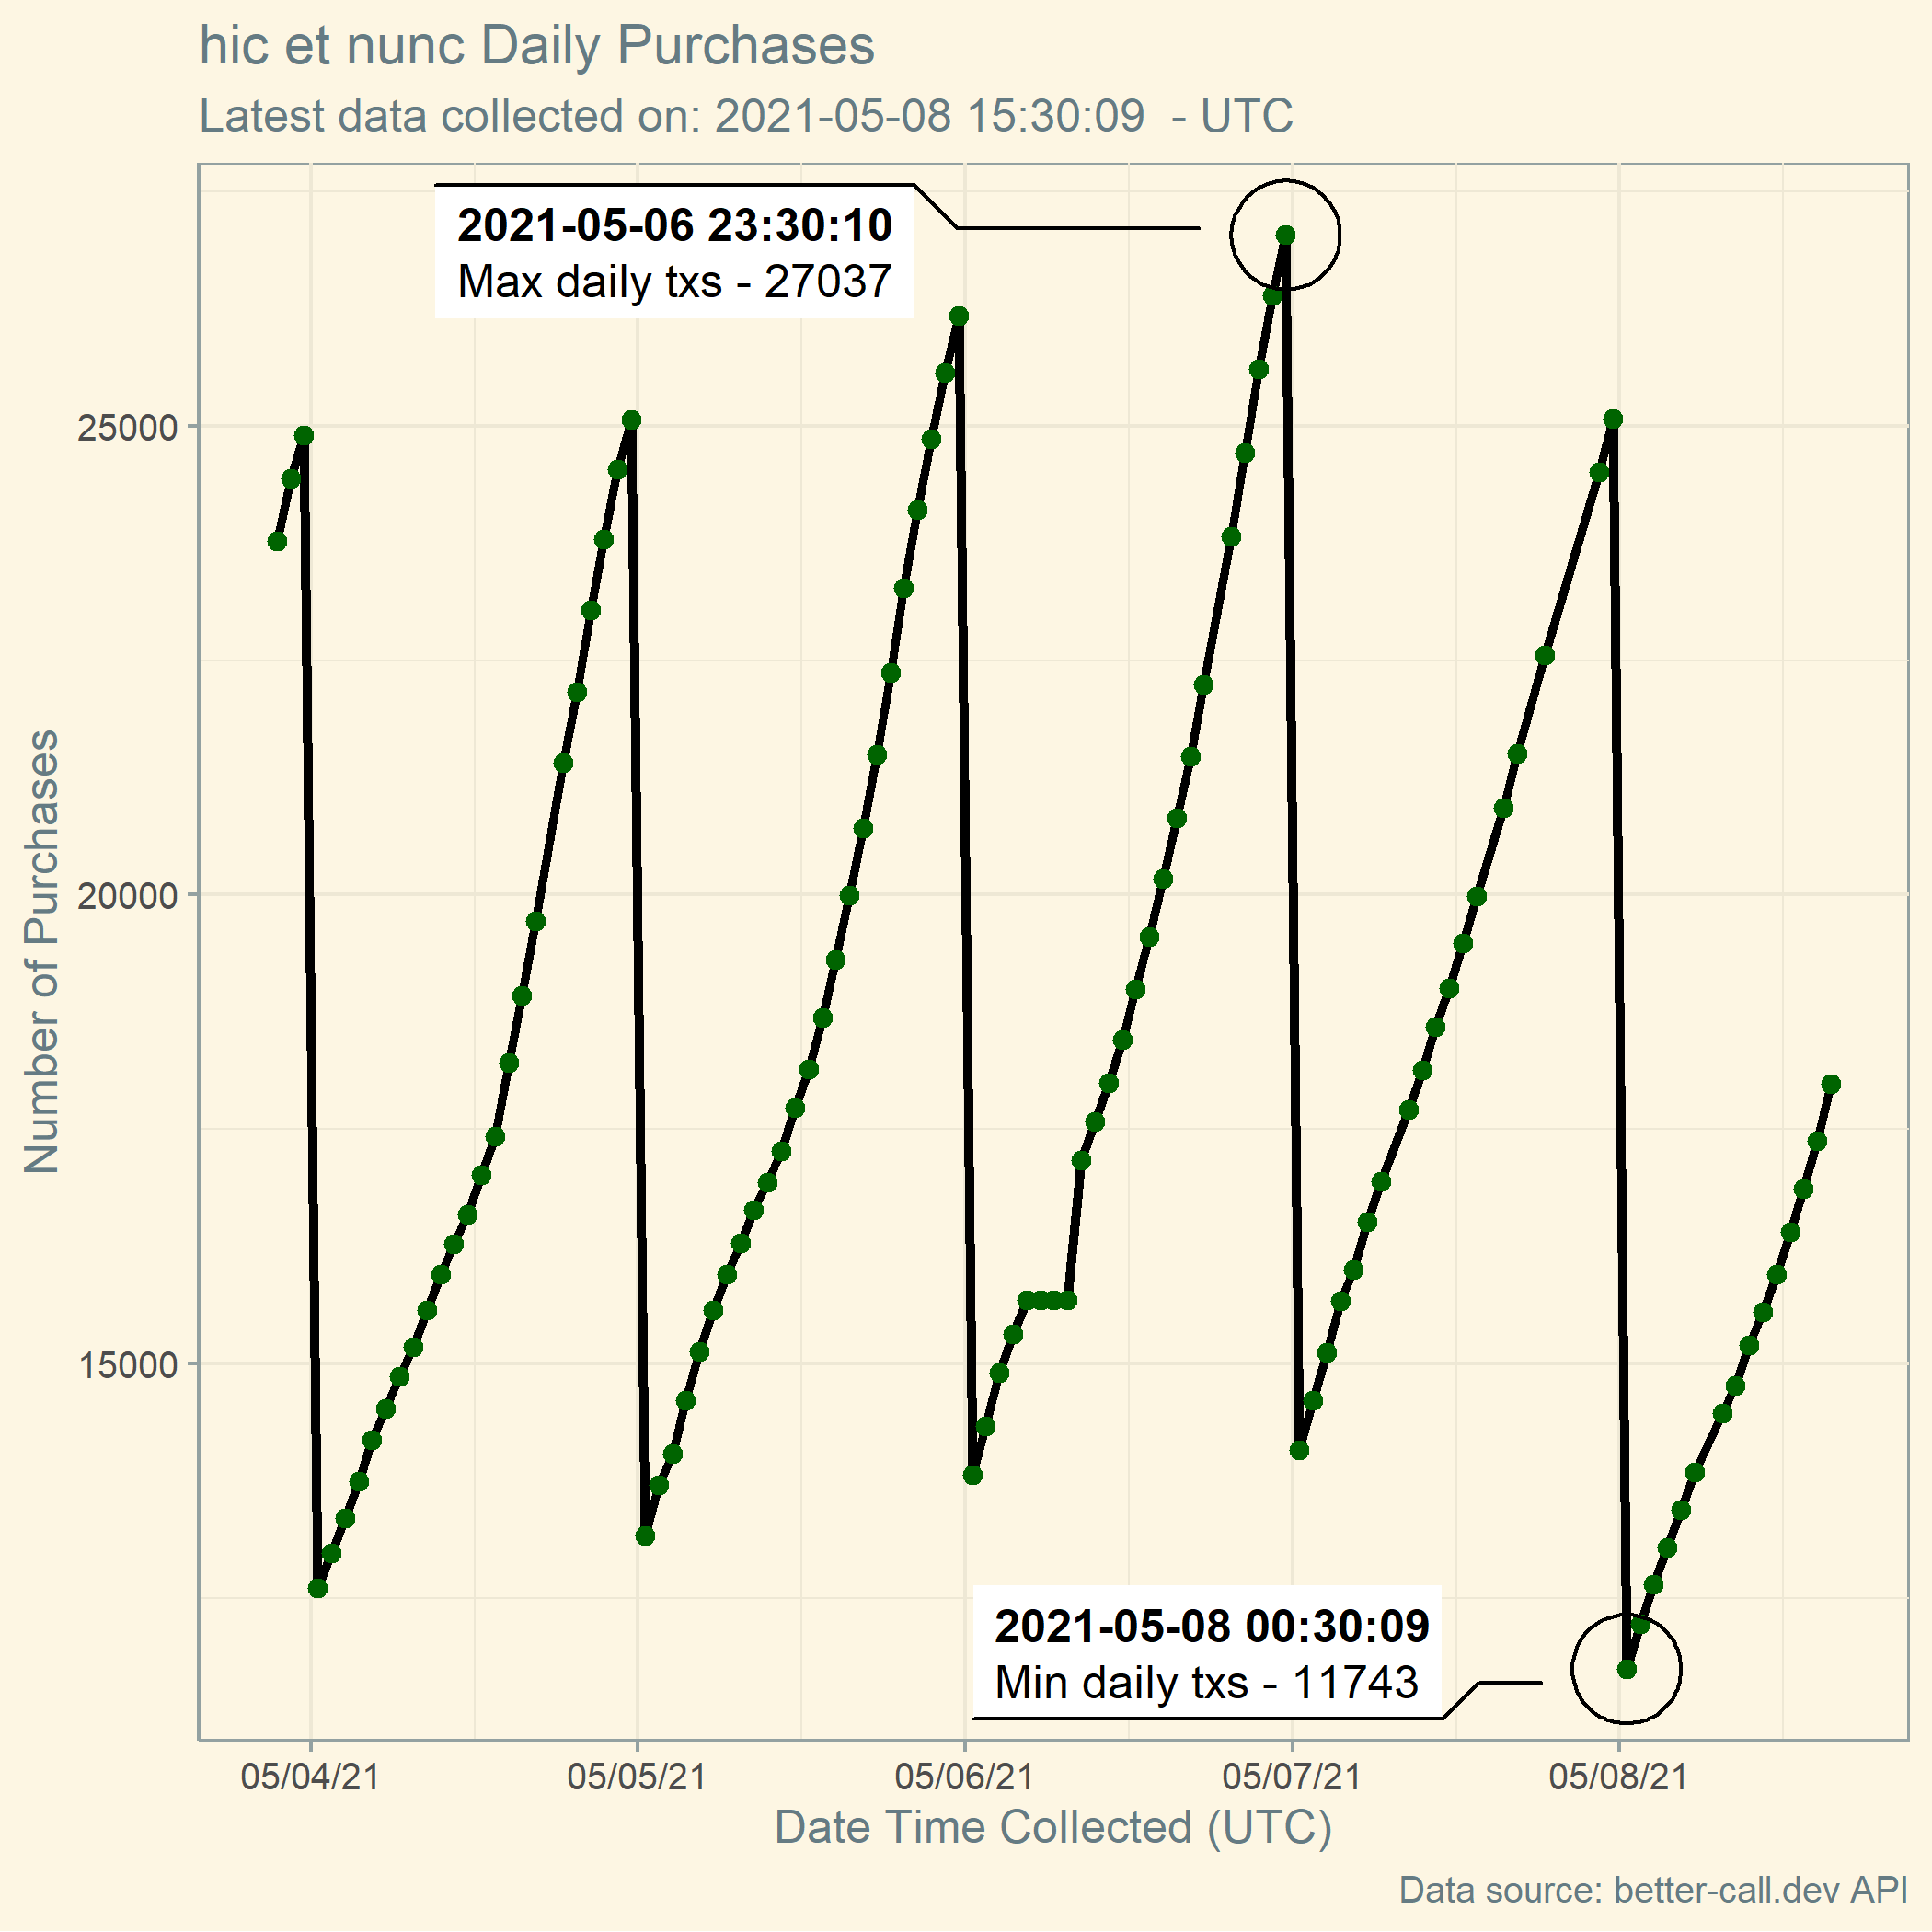 hic et nunc Daily Purchases
Latest data collected on: 2021-05-08 15:30:09  - UTC
2021-05-06 23:30:10
Max daily txs - 27037
25000
20000
15000
Number of Purchases
2021-05-08 00:30:09
Min daily txs - 11743
05/04/21
05/05/21
05/06/21
05/07/21
05/08/21
Date Time Collected (UTC)
Data source: better-call.dev API